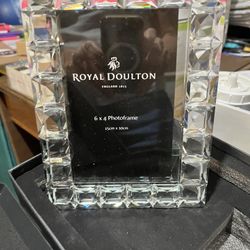 ROYAL DOULTON
ENGLAND 1815
6 x 4 Photoframe
15cm x 10cm